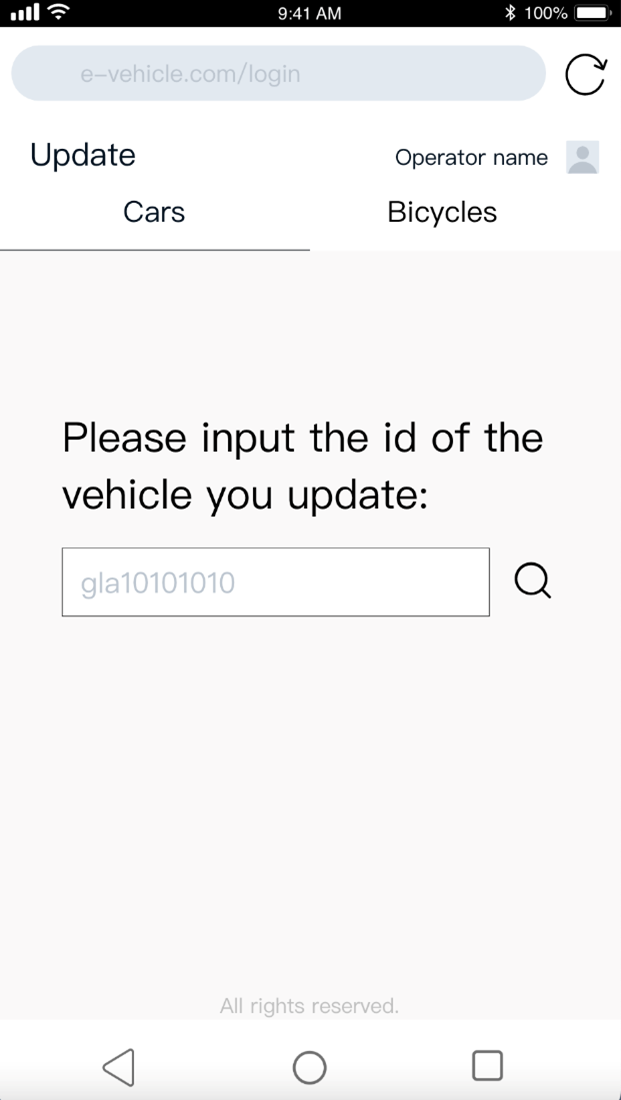 9:41 AM
100%
e-vehicle.com/login
Update
Operator name
Cars
Bicycles
Please input the id of the
vehicle you update:
gla10101010
All rights reserved.